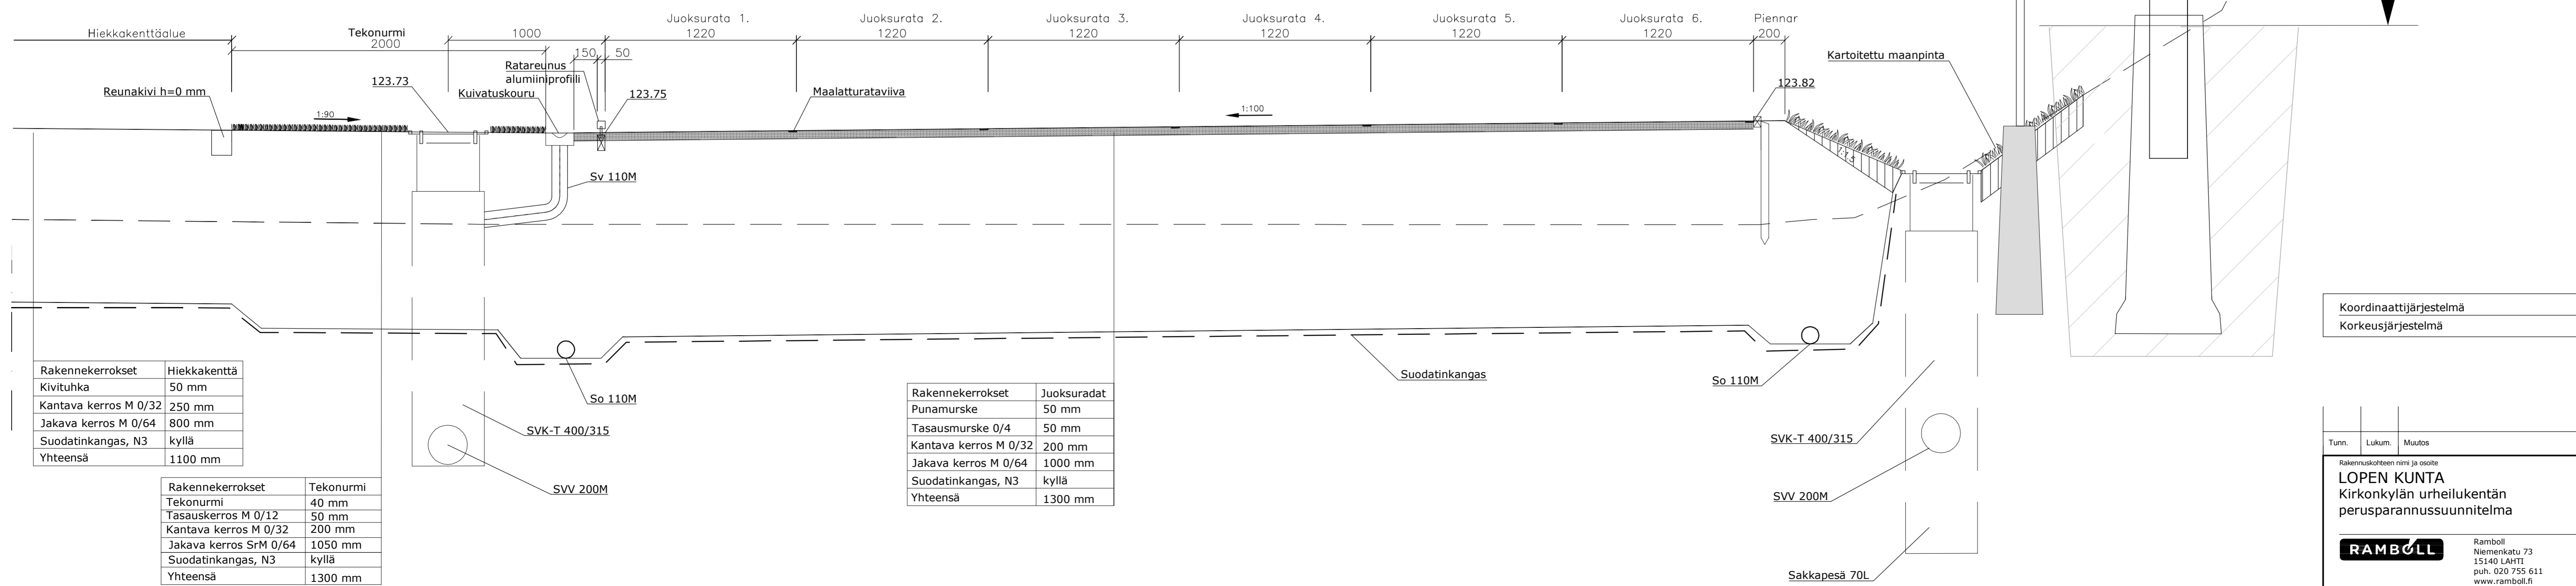 Juoksurata 1.
Juoksurata 2.
Juoksurata 3.
Juoksurata 4.
Juoksurata 5.
Juoksurata 6.
Piennar
Hiekkakenttäalue
Tekonurmi
2000
1000
1220
1220
1220
1220
1220
1220
200
150
50
Ratareunus
alumiiniprofiili
Kartoitettu maanpinta
123.73
Reunakivi h=0 mm
Kuivatuskouru
123.75
Maalatturataviiva
123.82
1:90
1:100
1:1.5
Sv 110M
Koordinaattijärjestelmä
Korkeusjärjestelmä
Suodatinkangas
So 110M
So 110M
SVK-T 400/315
SVK-T 400/315
SVV 200M
SVV 200M
Sakkapesä 70L
Rakennekerrokset Hiekkakenttä
Kivituhka 50 mm
Kantava kerros M 0/32 250 mm
Jakava kerros M 0/64 800 mm
Suodatinkangas, N3 kyllä
Yhteensä 1100 mm
Rakennekerrokset Tekonurmi
Tekonurmi 40 mm
Tasauskerros M 0/12 50 mm
Kantava kerros M 0/32 200 mm
Jakava kerros SrM 0/64 1050 mm
Suodatinkangas, N3 kyllä
Yhteensä 1300 mm
Rakennekerrokset Juoksuradat
Punamurske 50 mm
Tasausmurske 0/4 50 mm
Kantava kerros M 0/32 200 mm
Jakava kerros M 0/64 1000 mm
Suodatinkangas, N3 kyllä
Yhteensä 1300 mm
Tunn. Lukum. Muutos
Rakennuskohteen nimi ja osoite
LOPEN KUNTA
Kirkonkylän urheilukentän
perusparannussuunnitelma
RAMBOLL
Ramboll
Niemenkatu 73
15140 LAHTI
puh. 020 755 611
www.ramboll.fi